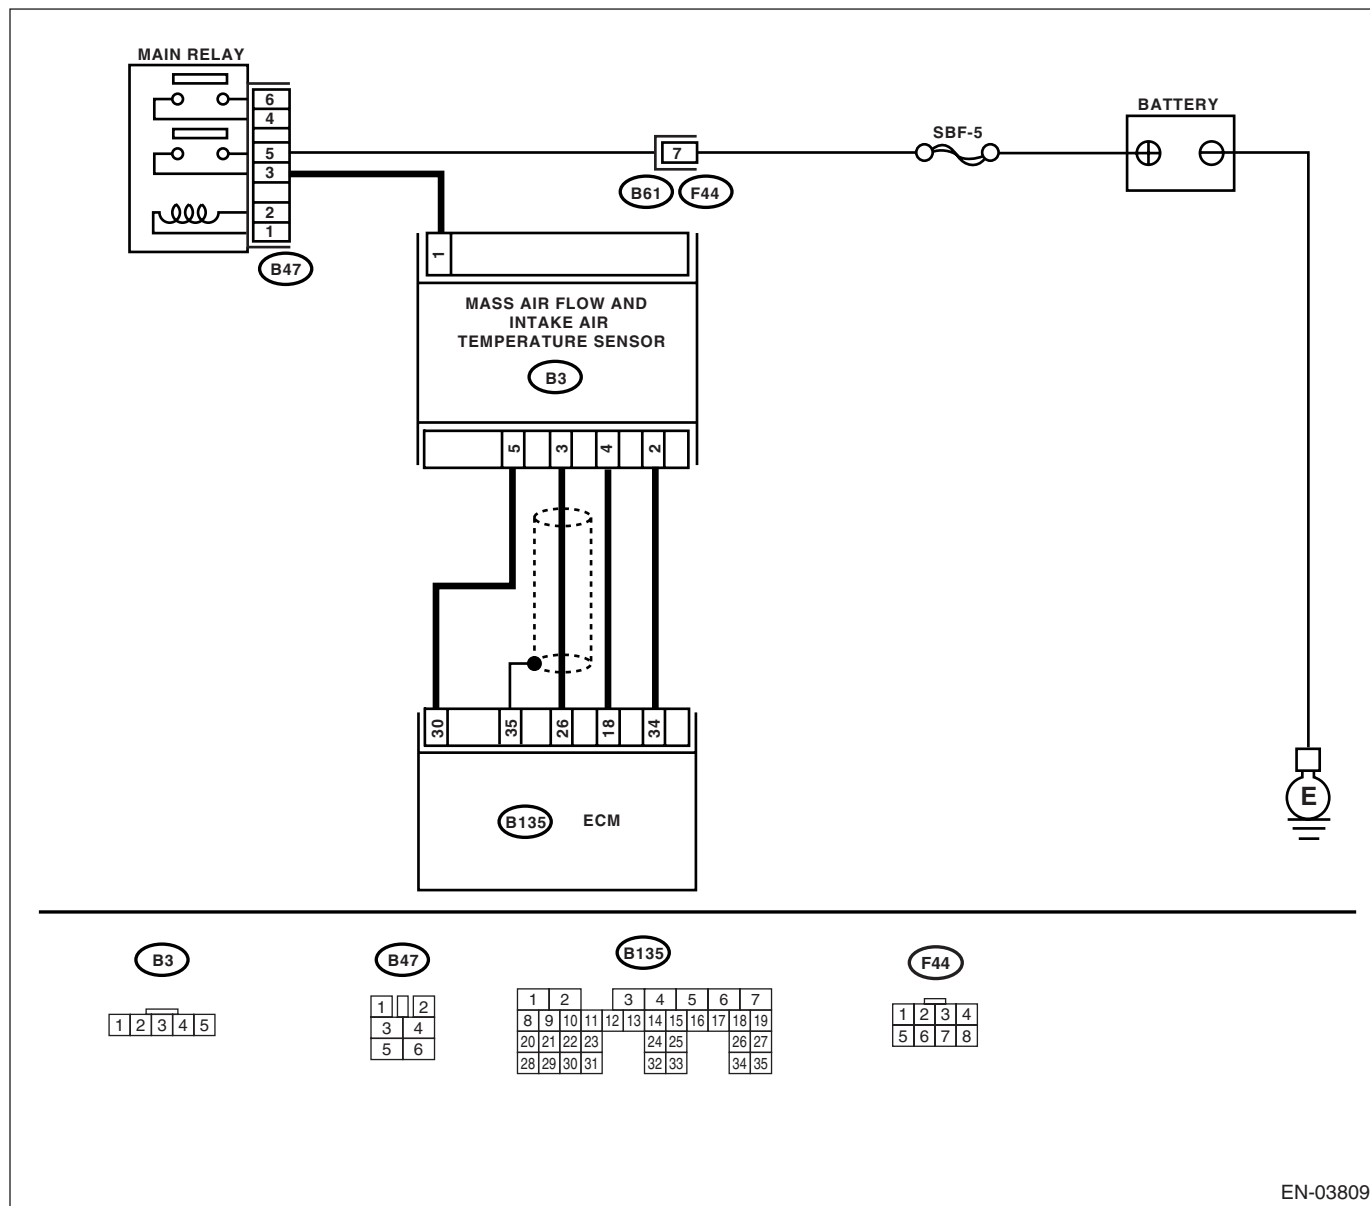 MAIN RELAY
6
4
5
3
2
1
B47
7
B61 F44
SBF-5
BATTERY
1
MASS AIR FLOW AND
INTAKE AIR
TEMPERATURE SENSOR
B3
5 3 4 2
30 35 26 18 34
B135 ECM
E
B3
1 2 3 4 5
B47
1 2
3 4
5 6
B135
1 2 3 4 5 6 7
8 9 10 11 12 13 14 15 16 17 18 19
20 21 22 23 24 25 26 27
28 29 30 31 32 33 34 35
F44
1 2 3 4
5 6 7 8
EN-03809